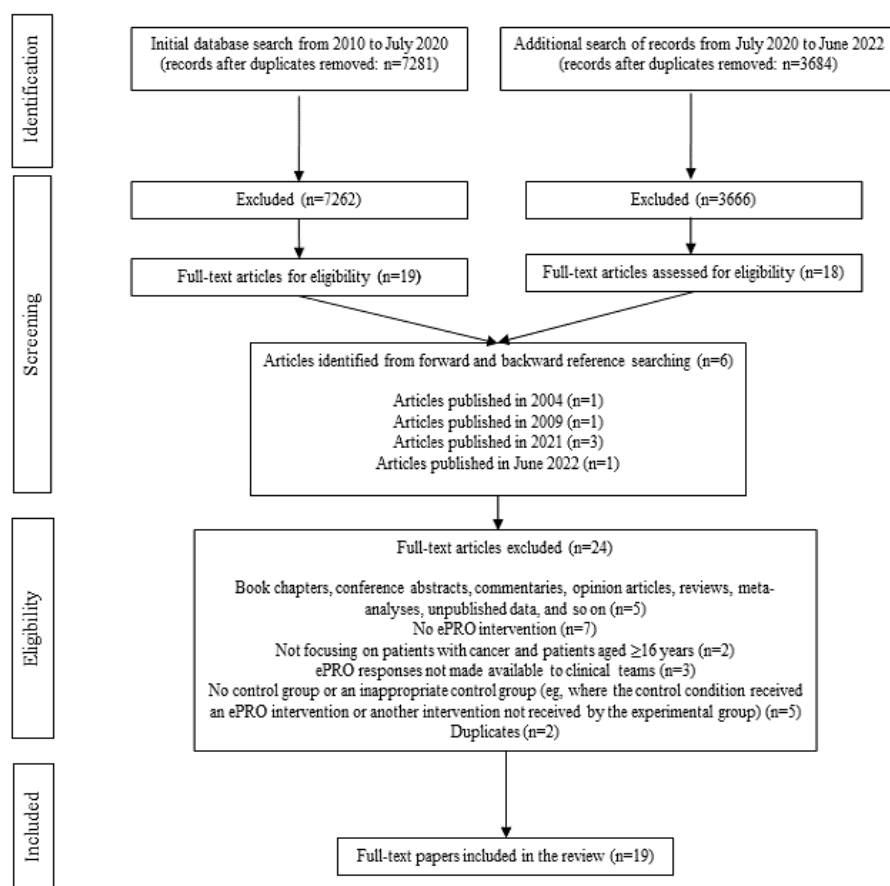 Identification
Initial database search from 2010 to July 2020
(records after duplicates removed: n=7281)
Additional search of records from July 2020 to June 2022
(records after duplicates removed: n=3684)
Screening
Excluded (n=7262)
Excluded (n=3666)
Full-text articles for eligibility (n=19)
Full-text articles assessed for eligibility (n=18)
Articles identified from forward and backward reference searching (n=6)
Articles published in 2004 (n=1)
Articles published in 2009 (n=1)
Articles published in 2021 (n=3)
Articles published in June 2022 (n=1)
Eligibility
Full-text articles excluded (n=24)
Book chapters, conference abstracts, commentaries, opinion articles, reviews, meta-
analyses, unpublished data, and so on (n=5)
No ePRO intervention (n=7)
Not focusing on patients with cancer and patients aged ≥16 years (n=2)
ePRO responses not made available to clinical teams (n=3)
No control group or an inappropriate control group (eg, where the control condition received
an ePRO intervention or another intervention not received by the experimental group) (n=5)
Duplicates (n=2)
Included
Full-text papers included in the review (n=19)